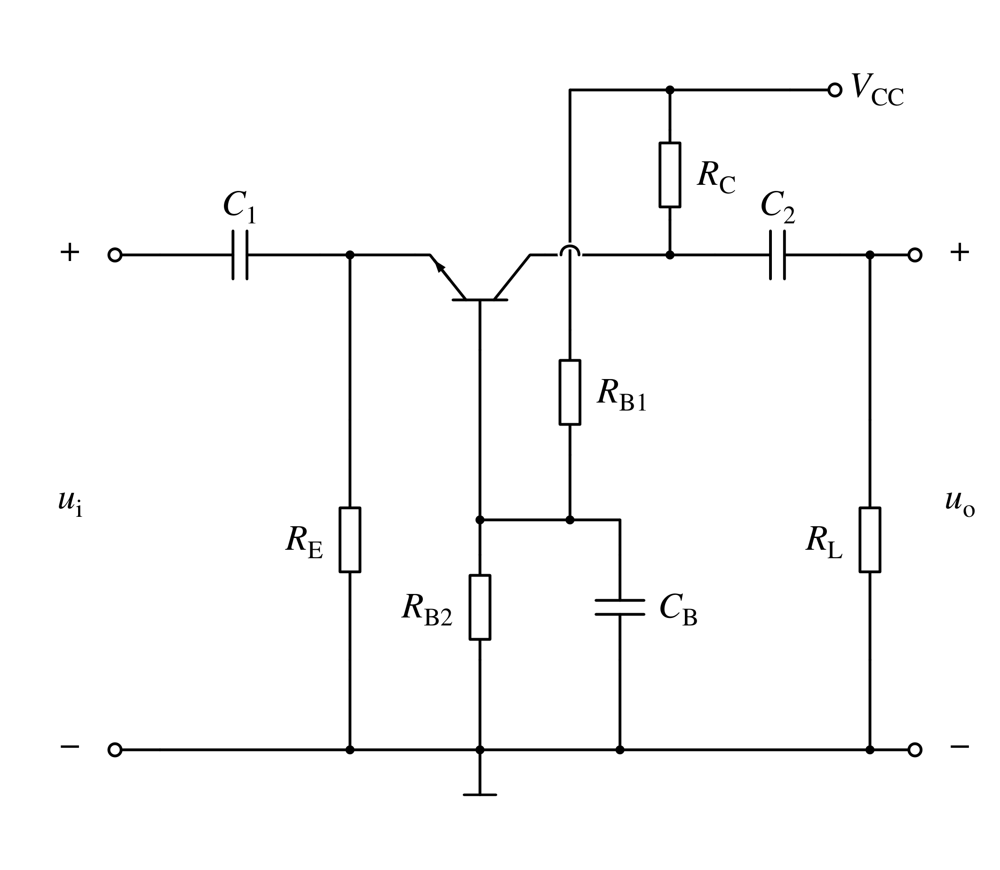 V_CC
R_C
C_1
C_2
+
+
R_B1
u_i
u_o
R_E
R_L
R_B2
C_B
−
−